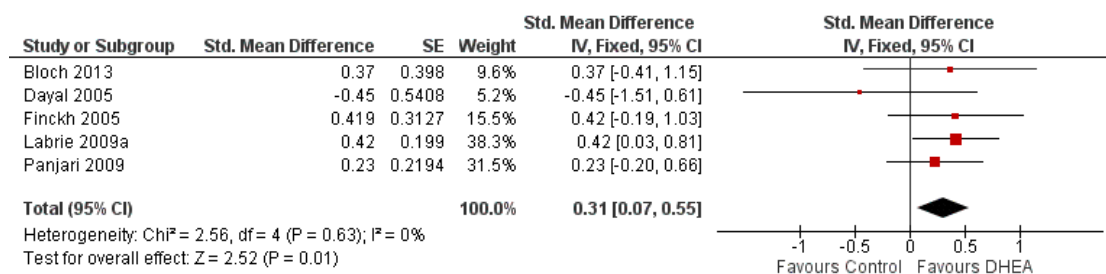 Std. Mean Difference Std. Mean Difference
Study or Subgroup Std. Mean Difference SE Weight IV, Fixed, 95% CI IV, Fixed, 95% CI
Bloch 2013 0.37 0.398 9.6% 0.37 [-0.41, 1.15]
Dayal 2005 -0.45 0.5408 5.2% -0.45 [-1.51, 0.61]
Finckh 2005 0.419 0.3127 15.5% 0.42 [-0.19, 1.03]
Labrie 2009a 0.42 0.199 38.3% 0.42 [0.03, 0.81]
Panjari 2009 0.23 0.2194 31.5% 0.23 [-0.20, 0.66]
Total (95% CI) 100.0% 0.31 [0.07, 0.55]
Heterogeneity: Chi² = 2.56, df = 4 (P = 0.63); I² = 0%
Test for overall effect: Z = 2.52 (P = 0.01)
-1 -0.5 0 0.5 1
Favours Control Favours DHEA